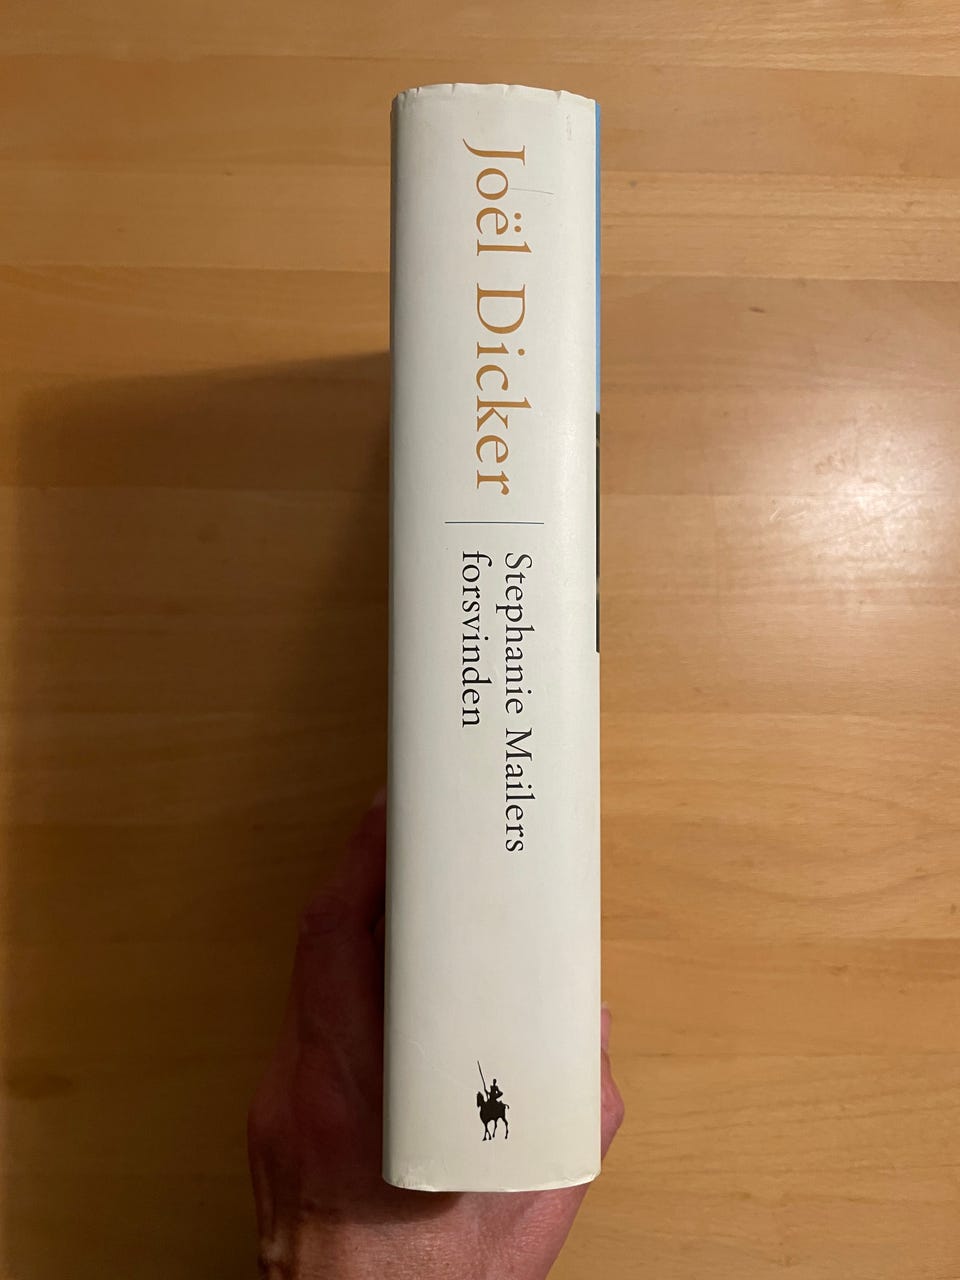 Joël Dicker
Stephanie Mailers
forsvinden